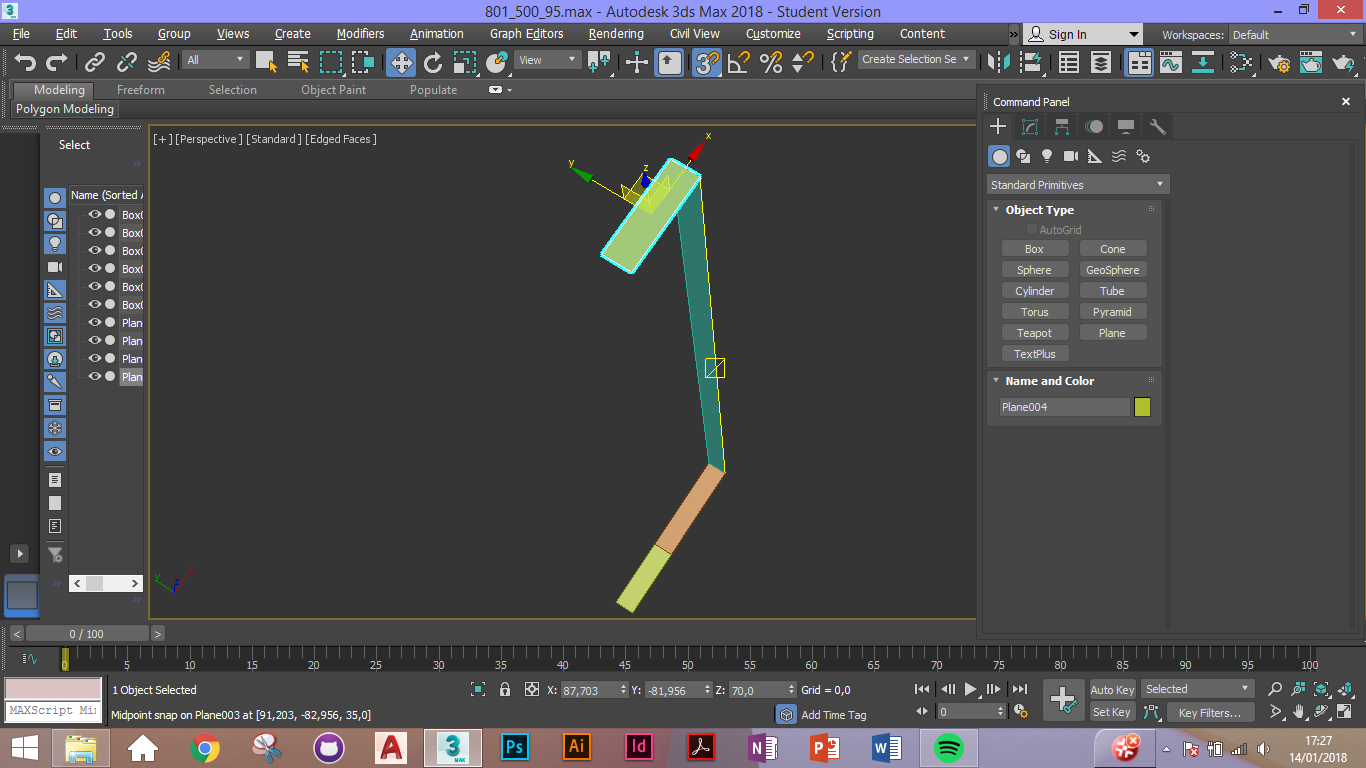 801_500_95.max - Autodesk 3ds Max 2018 - Student Version
File Edit Tools Group Views Create Modifiers Animation Graph Editors Rendering Civil View Customize Scripting Content
Sign In Workspaces: Default
All View Create Selection Se
Modeling Freeform Selection Object Paint Populate
Polygon Modeling
Select
Name (Sorted A
Box0
Box0
Box0
Box0
Box0
Box0
Plan
Plan
Plan
Plan
[+] [Perspective ] [Standard ] [Edged Faces ]
x
y
z
y
z
x
Command Panel
Standard Primitives
Object Type
AutoGrid
Box Cone
Sphere GeoSphere
Cylinder Tube
Torus Pyramid
Teapot Plane
TextPlus
Name and Color
Plane004
0 / 100
0 5 10 15 20 25 30 35 40 45 50 55 60 65 70 75 80 85 90 95 100
1 Object Selected X: 87,703 Y: -81,956 Z: 70,0 Grid = 0,0 Auto Key Selected
MAXScript Mi Midpoint snap on Plane003 at [91,203, -82,956, 35,0] Add Time Tag 0 Set Key Key Filters...
3 MAX Ps Ai Id N P W
17:27
14/01/2018